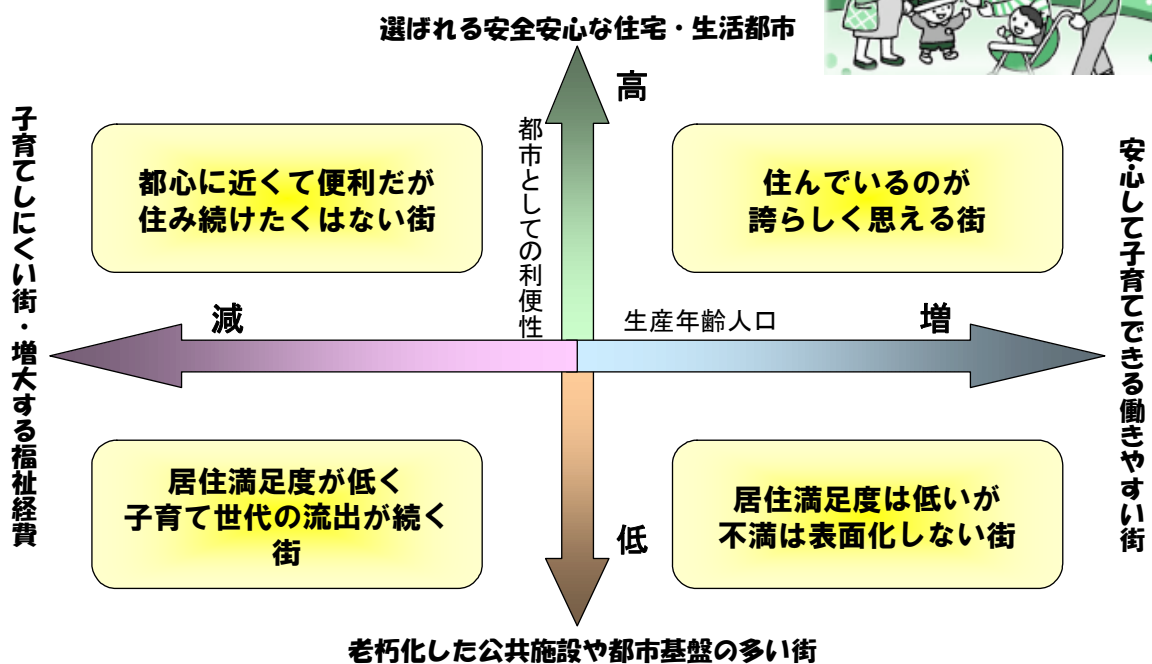 選ばれる安全安心な住宅・生活都市
高
都市としての利便性
子育てしにくい街・増大する福祉経費
安心して子育てできる働きやすい街
都心に近くて便利だが
住み続けたくはない街
住んでいるのが
誇らしく思える街
減
生産年齢人口
増
居住満足度が低く
子育て世代の流出が続く
街
居住満足度は低いが
不満は表面化しない街
低
老朽化した公共施設や都市基盤の多い街